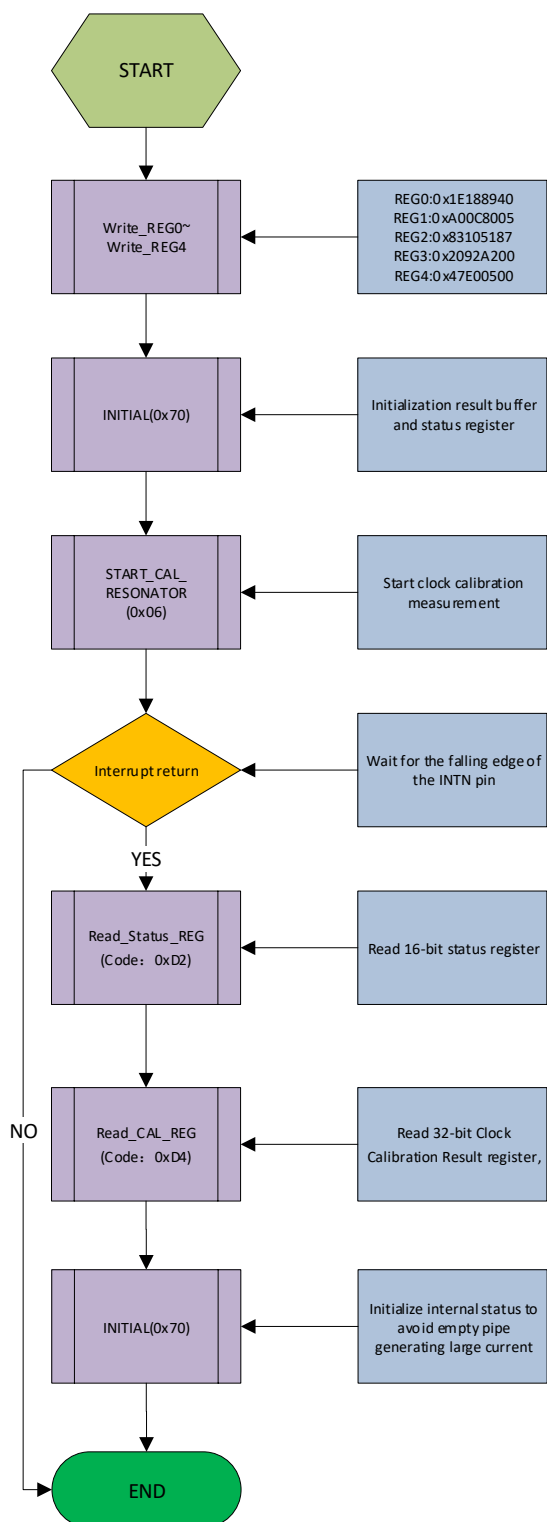 START
Write_REG0~
Write_REG4
REG0:0x1E188940
REG1:0xA00C8005
REG2:0x83105187
REG3:0x2092A200
REG4:0x47E00500
INITIAL(0x70)
Initialization result buffer
and status register
START_CAL_
RESONATOR
(0x06)
Start clock calibration
measurement
Interrupt return
Wait for the falling edge of
the INTN pin
YES
Read_Status_REG
(Code：0xD2)
Read 16-bit status register
NO
Read_CAL_REG
(Code：0xD4)
Read 32-bit Clock
Calibration Result register,
INITIAL(0x70)
Initialize internal status to
avoid empty pipe
generating large current
END